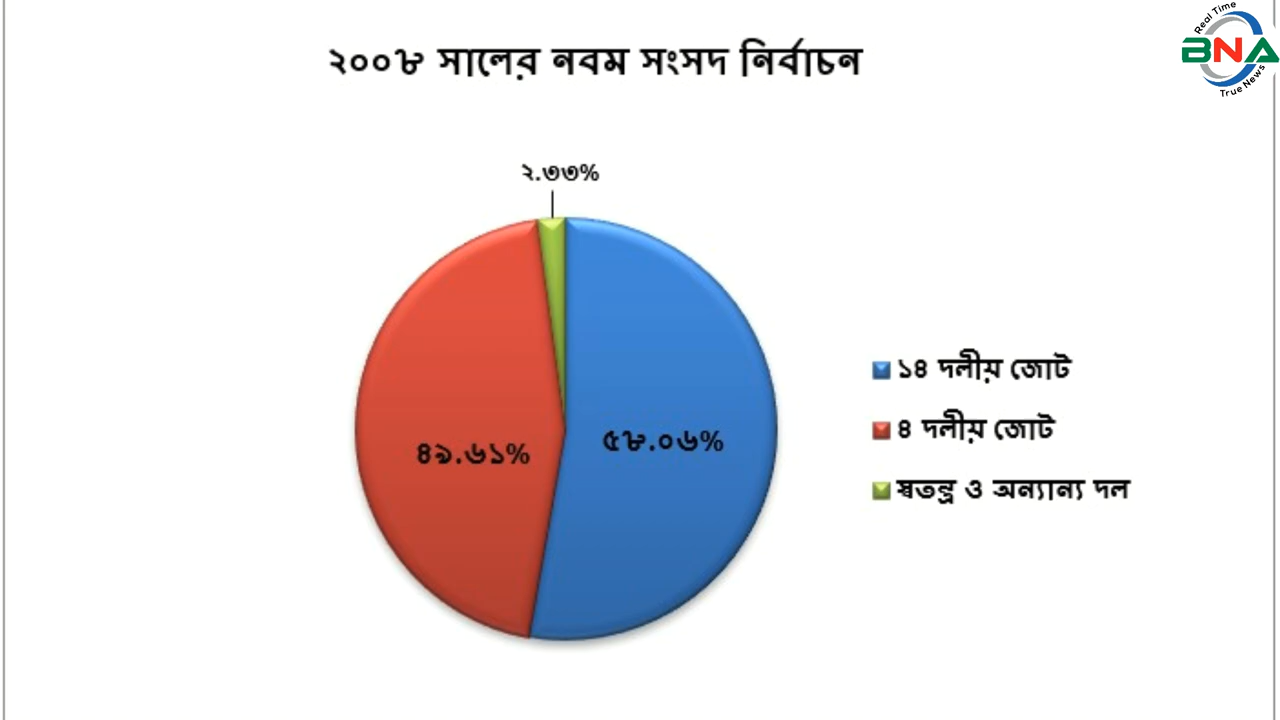 ২০০৮ সালের নবম সংসদ নির্বাচন
Real Time
BNA
True News
২.৩৩%
৪৯.৬১%
৫৮.০৬%
১৪ দলীয় জোট
৪ দলীয় জোট
স্বতন্ত্র ও অন্যান্য দল